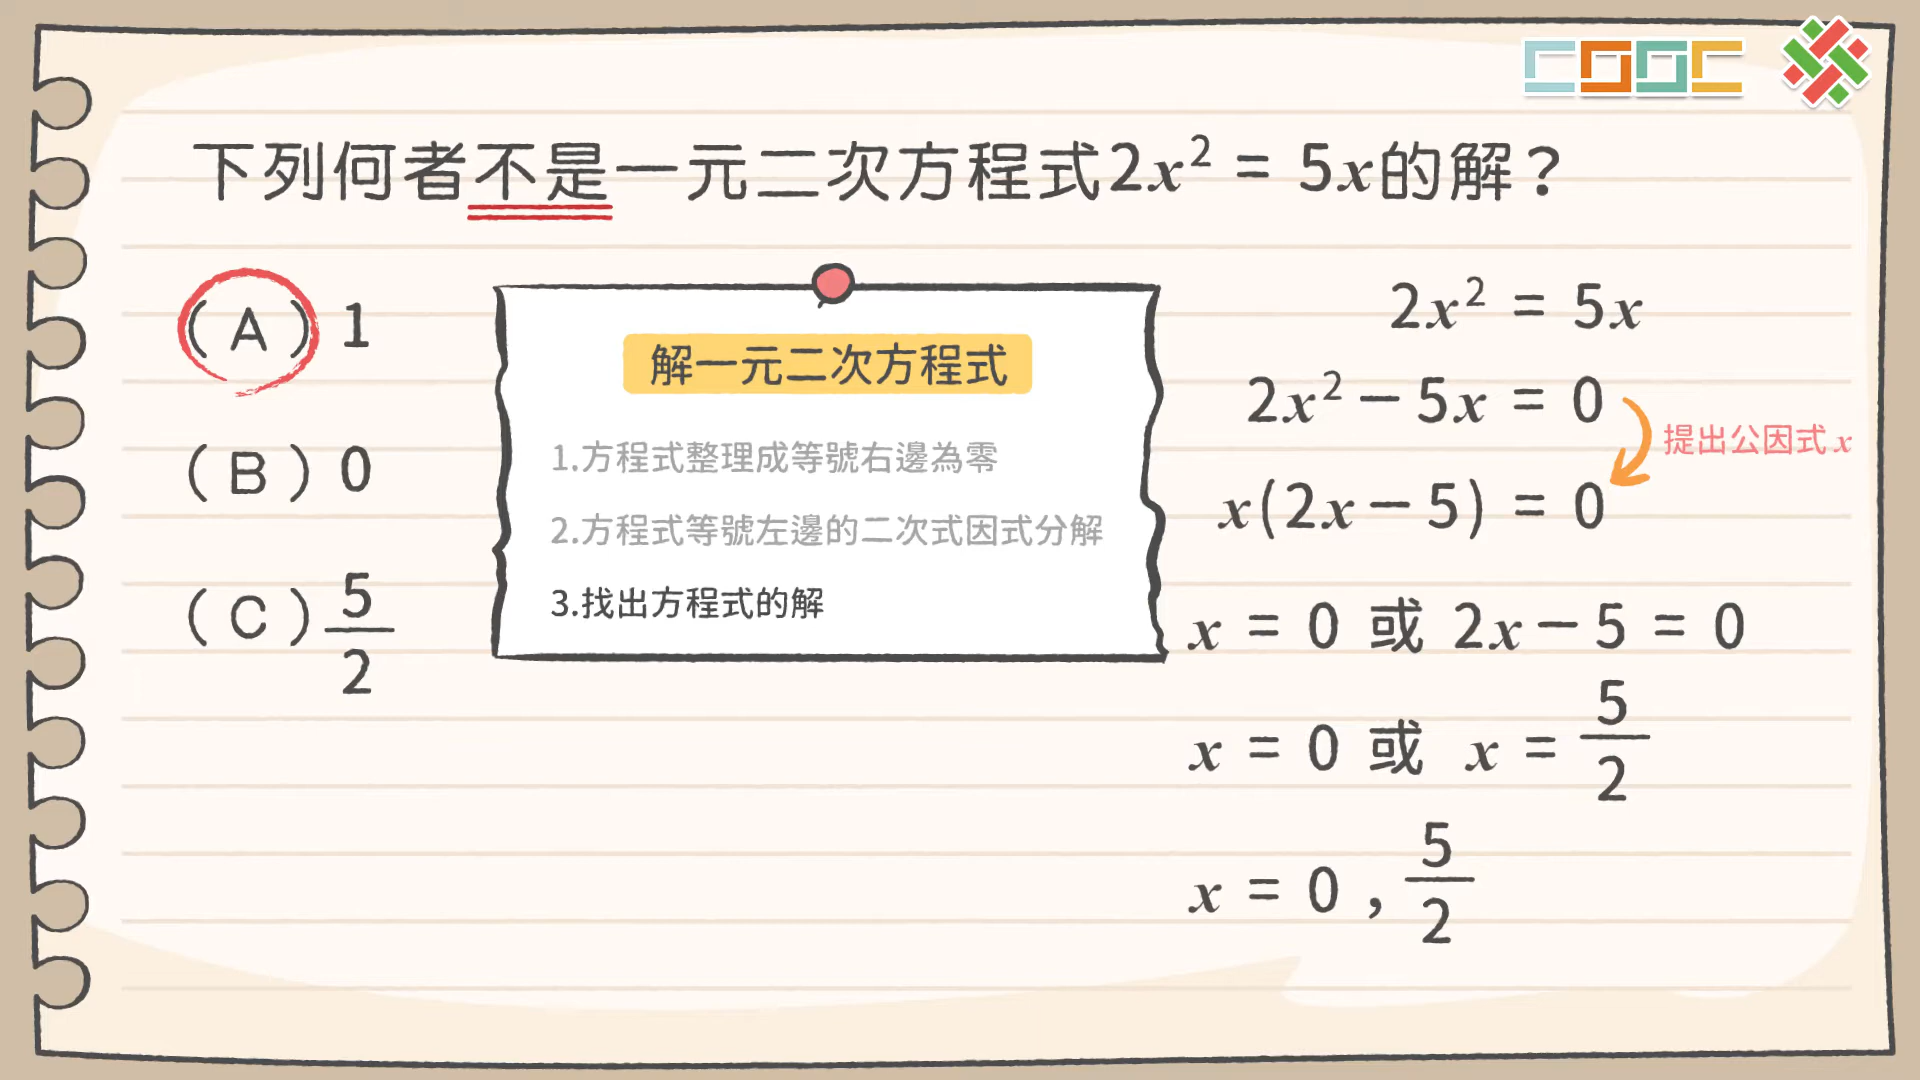 COOC
下列何者不是一元二次方程式2x² = 5x的解？
(A) 1
(B) 0
(C) 5/2
解一元二次方程式
1.方程式整理成等號右邊為零
2.方程式等號左邊的二次式因式分解
3.找出方程式的解
2x² = 5x
2x² − 5x = 0
提出公因式 x
x(2x − 5) = 0
x = 0 或 2x − 5 = 0
x = 0 或 x = 5/2
x = 0 , 5/2